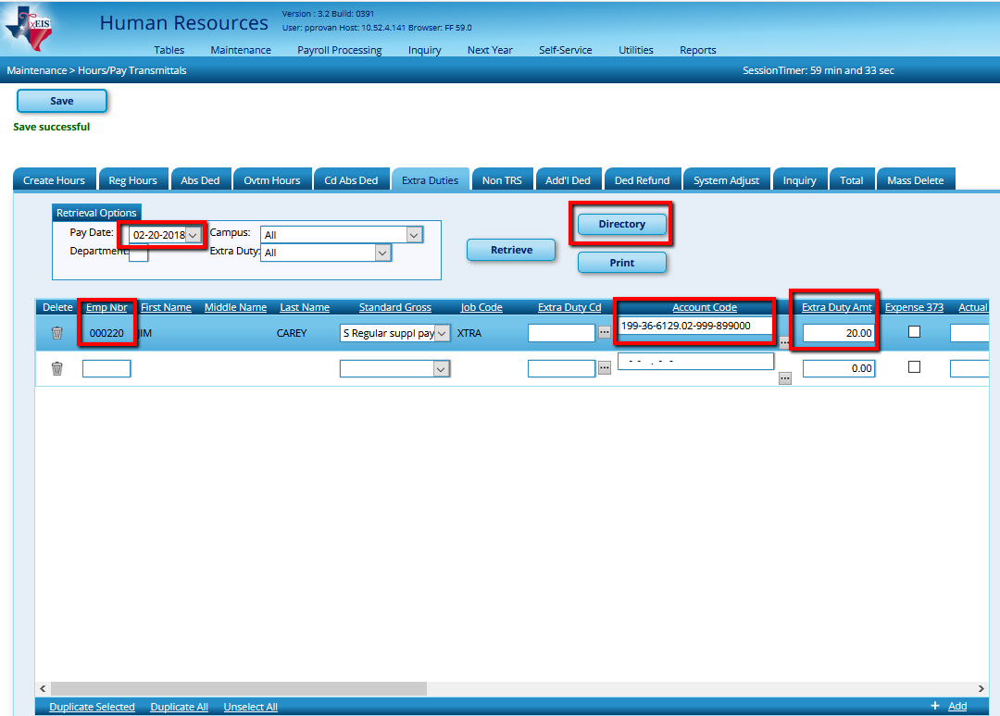 TxEIS
Human Resources
Version : 3.2 Build: 0391
User: pprovan Host: 10.52.4.141 Browser: FF 59.0
Tables Maintenance Payroll Processing Inquiry Next Year Self-Service Utilities Reports
Maintenance > Hours/Pay Transmittals SessionTimer: 59 min and 33 sec
Save
Save successful
Create Hours Reg Hours Abs Ded Ovtm Hours Cd Abs Ded Extra Duties Non TRS Add'l Ded Ded Refund System Adjust Inquiry Total Mass Delete
Retrieval Options
Pay Date: 02-20-2018 Campus: All
Department: Extra Duty: All
Retrieve
Directory
Print
Delete Emp Nbr First Name Middle Name Last Name Standard Gross Job Code Extra Duty Cd Account Code Extra Duty Amt Expense 373 Actual
000220 JIM CAREY S Regular suppl pay XTRA ... 199-36-6129.02-999-899000 ... 20.00
... - - . - - ... 0.00
< >
Duplicate Selected Duplicate All Unselect All + Add